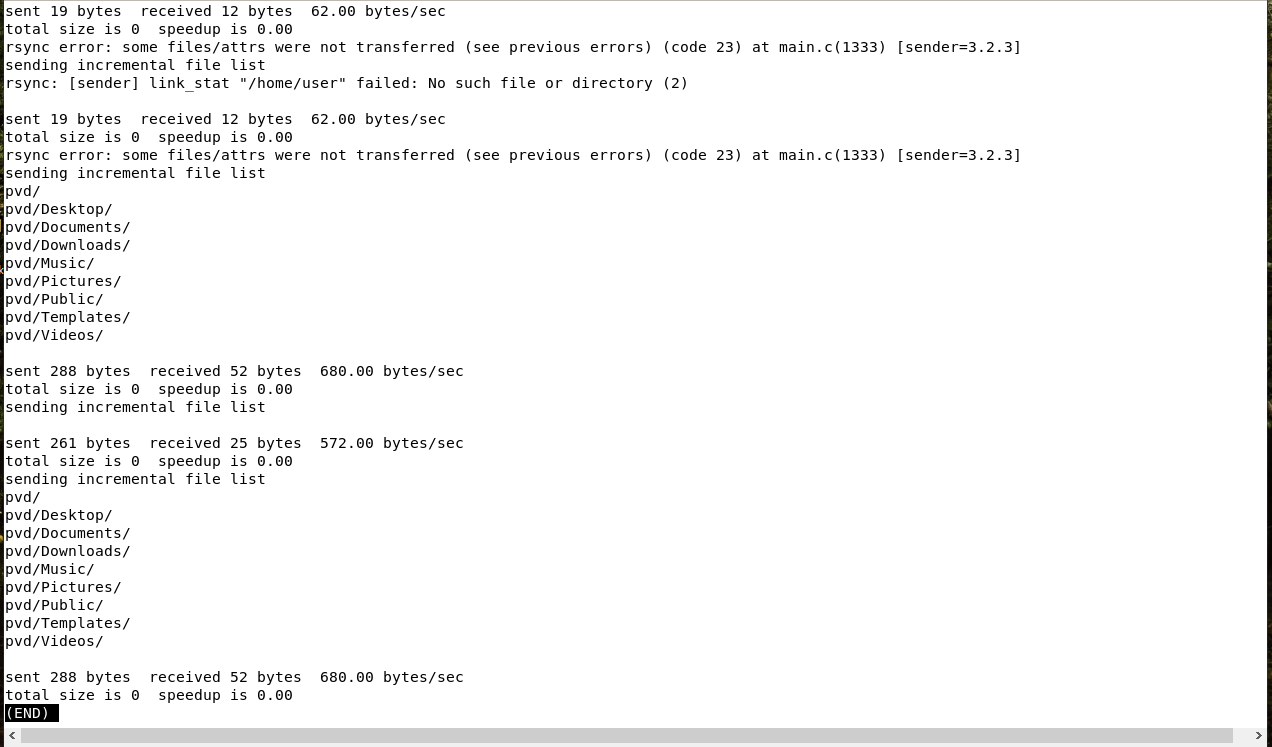 sent 19 bytes  received 12 bytes  62.00 bytes/sec
total size is 0  speedup is 0.00
rsync error: some files/attrs were not transferred (see previous errors) (code 23) at main.c(1333) [sender=3.2.3]
sending incremental file list
rsync: [sender] link_stat "/home/user" failed: No such file or directory (2)

sent 19 bytes  received 12 bytes  62.00 bytes/sec
total size is 0  speedup is 0.00
rsync error: some files/attrs were not transferred (see previous errors) (code 23) at main.c(1333) [sender=3.2.3]
sending incremental file list
pvd/
pvd/Desktop/
pvd/Documents/
pvd/Downloads/
pvd/Music/
pvd/Pictures/
pvd/Public/
pvd/Templates/
pvd/Videos/

sent 288 bytes  received 52 bytes  680.00 bytes/sec
total size is 0  speedup is 0.00
sending incremental file list

sent 261 bytes  received 25 bytes  572.00 bytes/sec
total size is 0  speedup is 0.00
sending incremental file list
pvd/
pvd/Desktop/
pvd/Documents/
pvd/Downloads/
pvd/Music/
pvd/Pictures/
pvd/Public/
pvd/Templates/
pvd/Videos/

sent 288 bytes  received 52 bytes  680.00 bytes/sec
total size is 0  speedup is 0.00
(END)